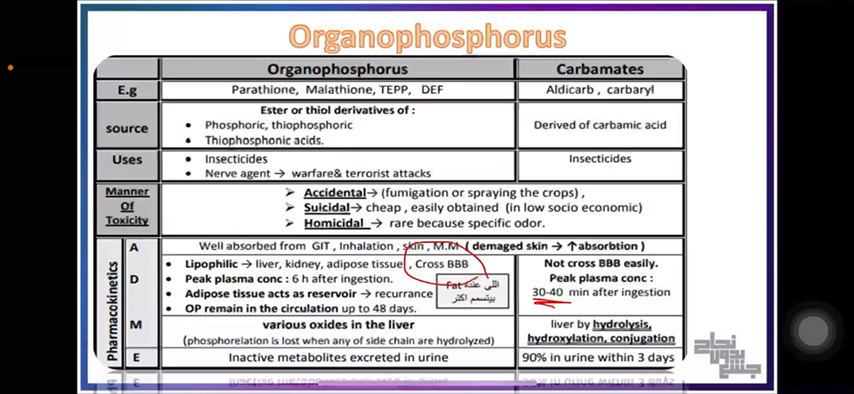 Organophosphorus
Organophosphorus Carbamates
E.g Parathione, Malathione, TEPP, DEF Aldicarb , carbaryl
source
Ester or thiol derivatives of :
• Phosphoric, thiophosphoric
• Thiophosphonic acids.
Derived of carbamic acid
Uses
• Insecticides
• Nerve agent → warfare& terrorist attacks
Insecticides
Manner
Of
Toxicity
➢ Accidental→ (fumigation or spraying the crops) ,
➢ Suicidal→ cheap , easily obtained (in low socio economic)
➢ Homicidal→ rare because specific odor.
Pharmacokinetics
A Well absorbed from GIT , Inhalation , skin , M.M ( damaged skin → ↑absorbtion)
D
• Lipophilic → liver, kidney, adipose tissue , Cross BBB
• Peak plasma conc : 6 h after ingestion.
• Adipose tissue acts as reservoir → recurrance
• OP remain in the circulation up to 48 days.
اللي عنده Fat
بيتسمم اكتر
Not cross BBB easily.
Peak plasma conc :
30-40 min after ingestion
M
various oxides in the liver
(phosphorelation is lost when any of side chain are hydrolyzed)
liver by hydrolysis,
hydroxylation, conjugation
E Inactive metabolites excreted in urine 90% in urine within 3 days
نجاح
بدون